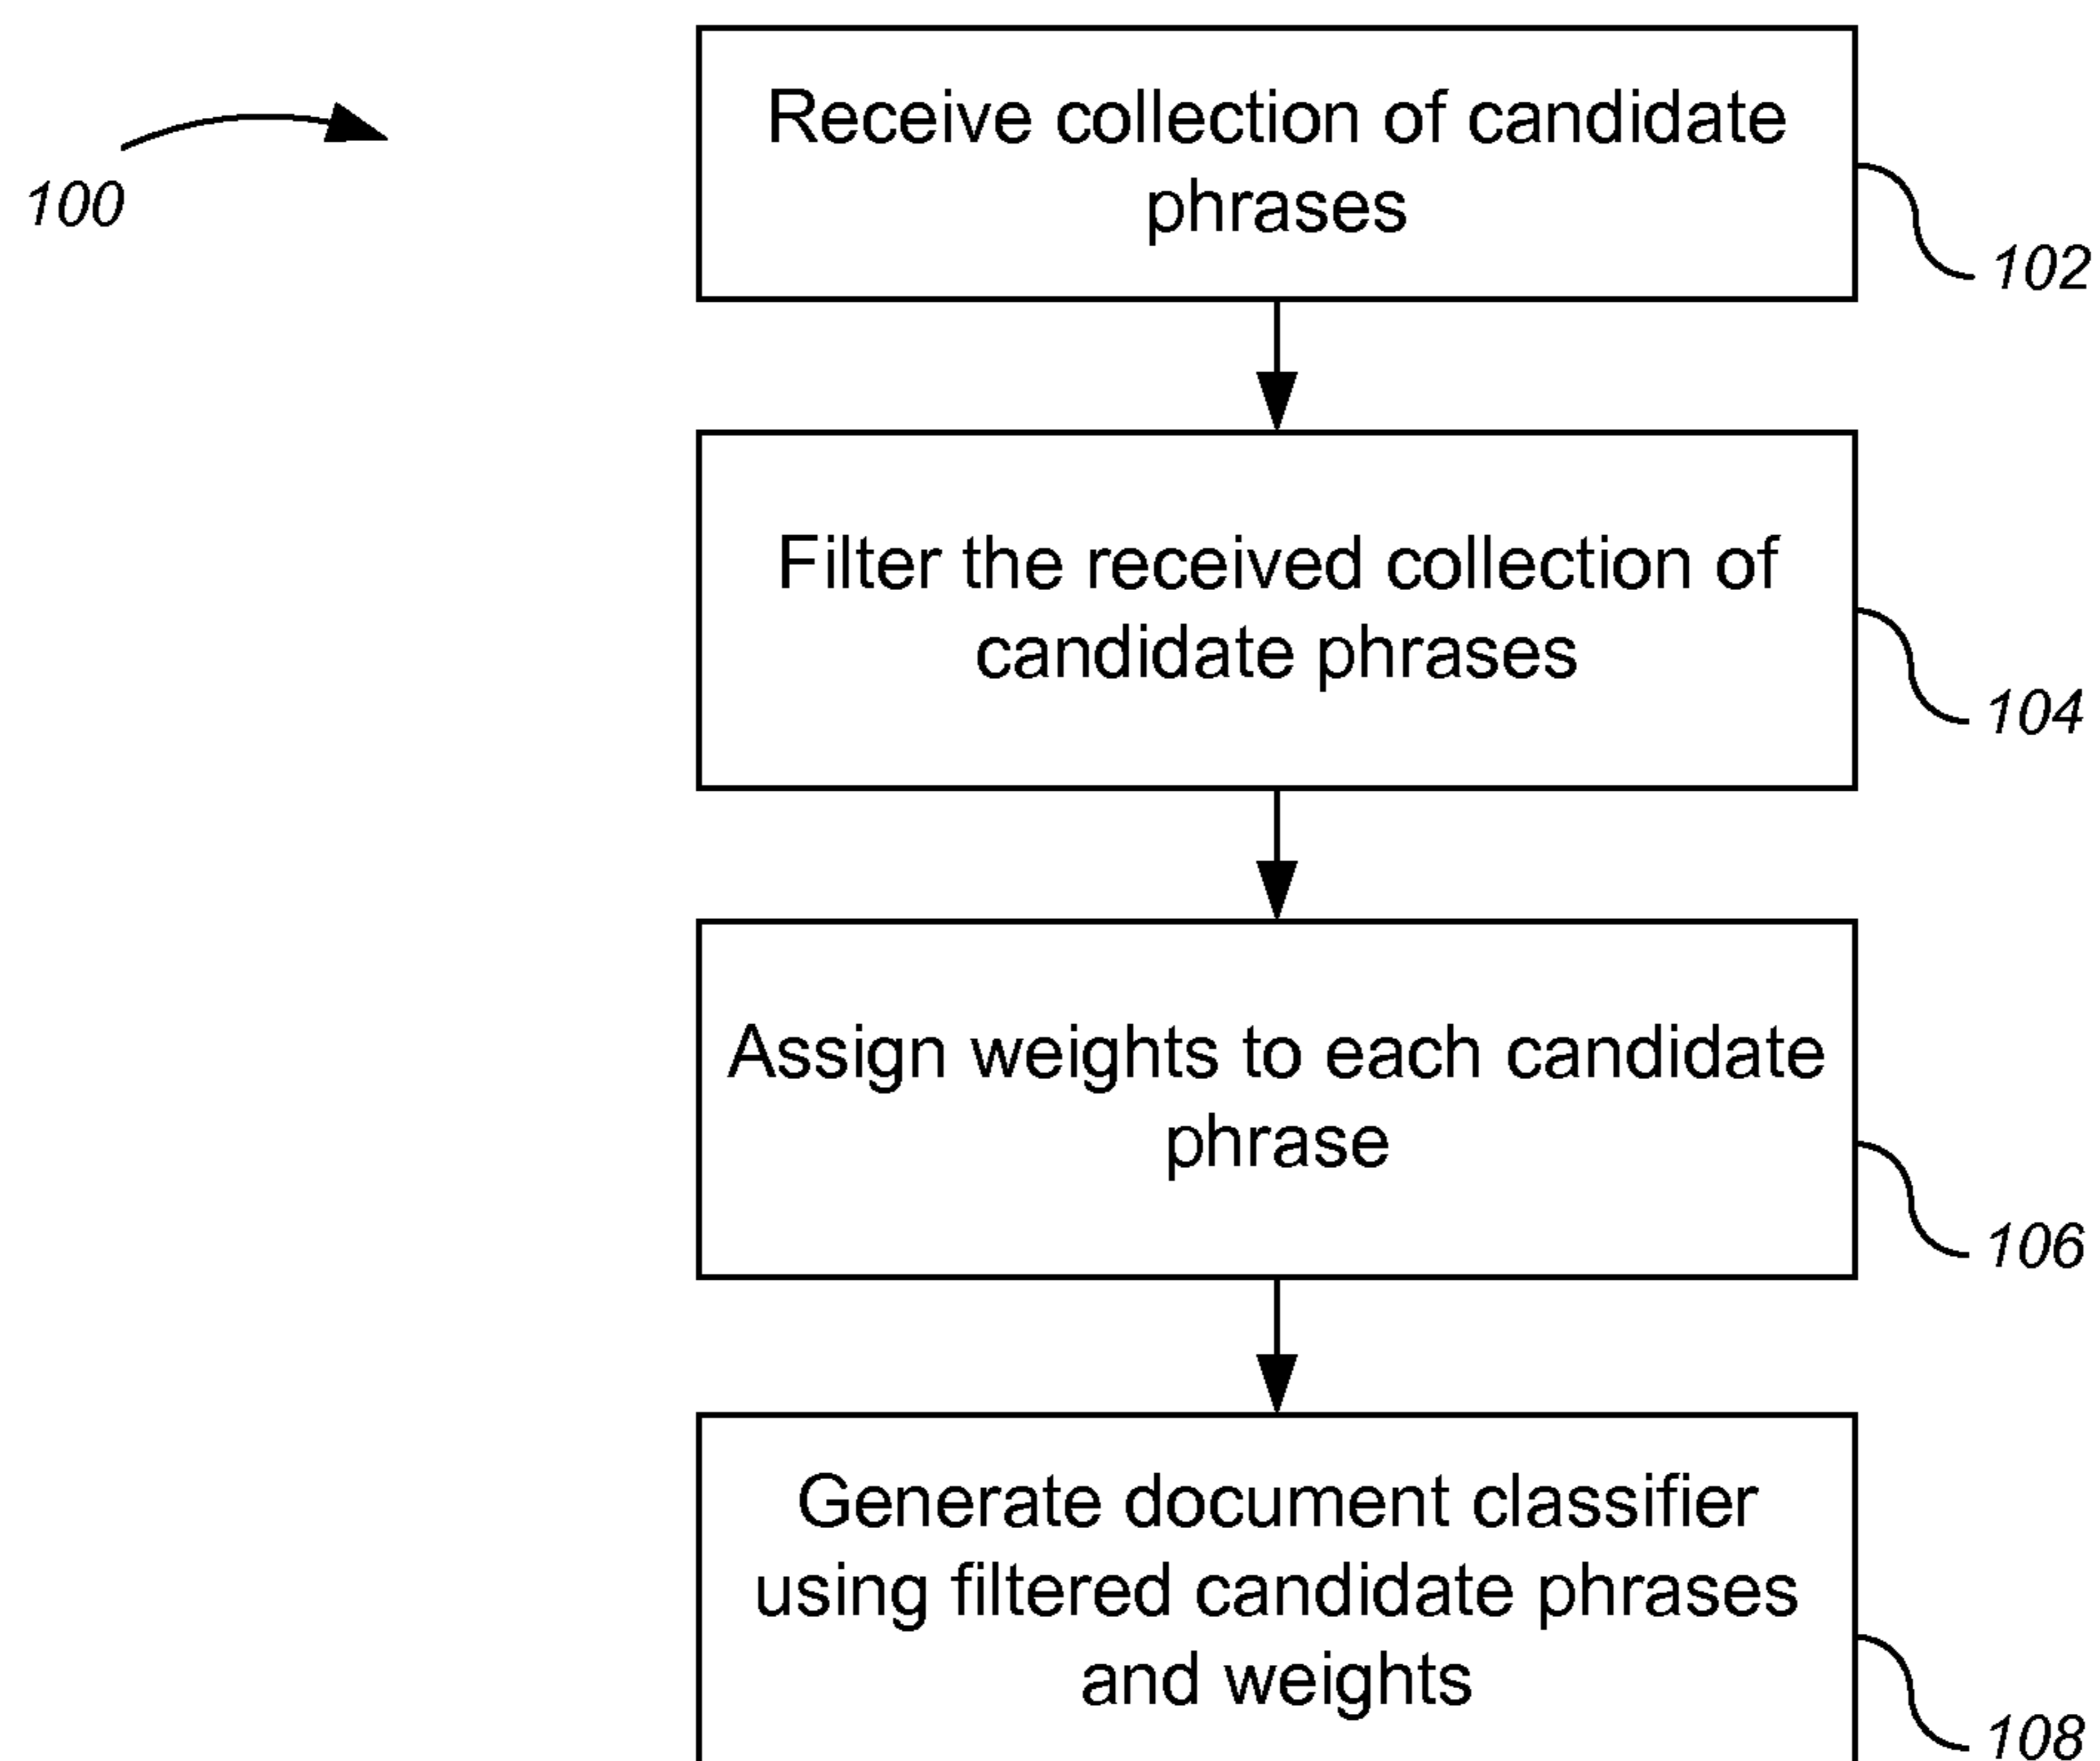 Receive collection of candidate
phrases
100
102
Filter the received collection of
candidate phrases
104
Assign weights to each candidate
phrase
106
Generate document classifier
using filtered candidate phrases
and weights
108